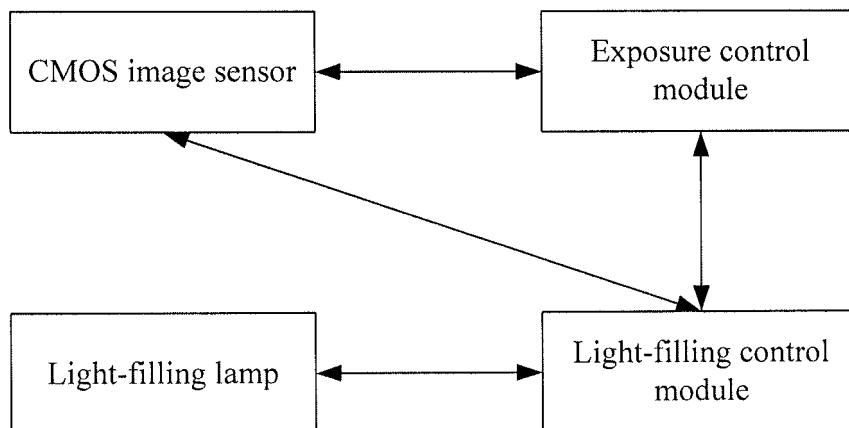 CMOS image sensor
Exposure control
module
Light-filling lamp
Light-filling control
module